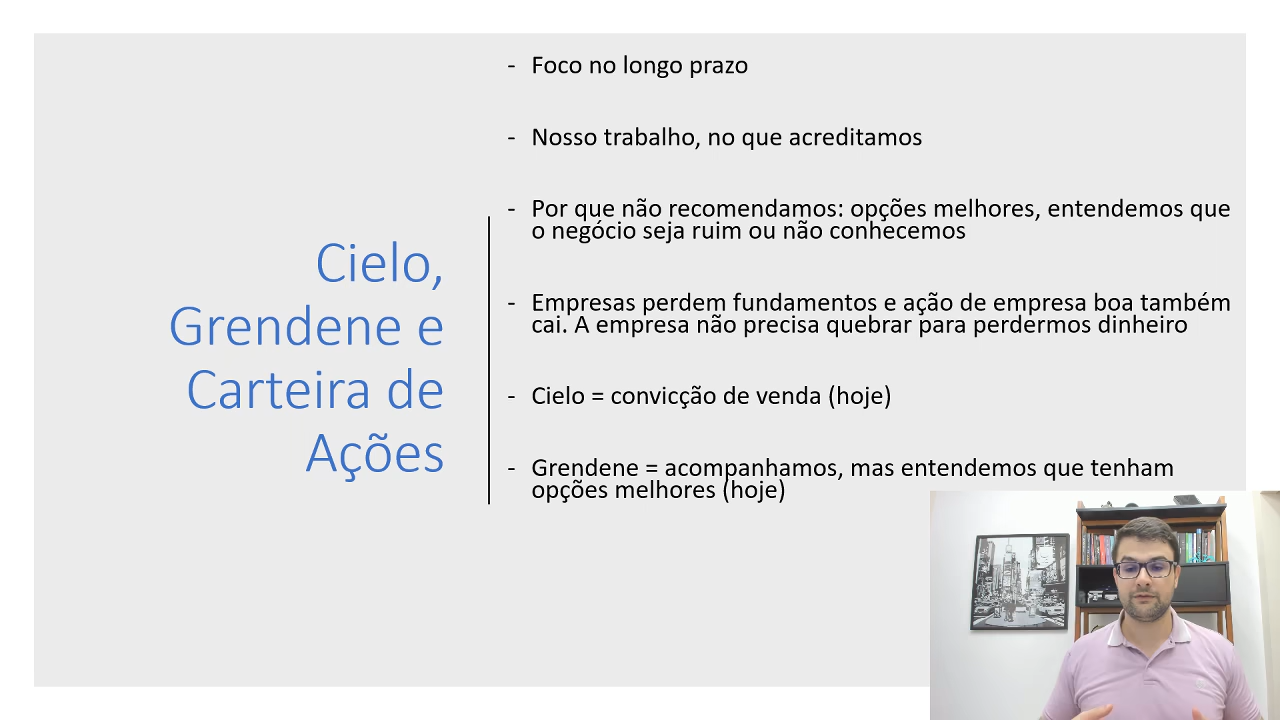 Cielo,
Grendene e
Carteira de
Ações
- Foco no longo prazo
- Nosso trabalho, no que acreditamos
- Por que não recomendamos: opções melhores, entendemos que
o negócio seja ruim ou não conhecemos
- Empresas perdem fundamentos e ação de empresa boa também
cai. A empresa não precisa quebrar para perdermos dinheiro
- Cielo = convicção de venda (hoje)
- Grendene = acompanhamos, mas entendemos que tenham
opções melhores (hoje)